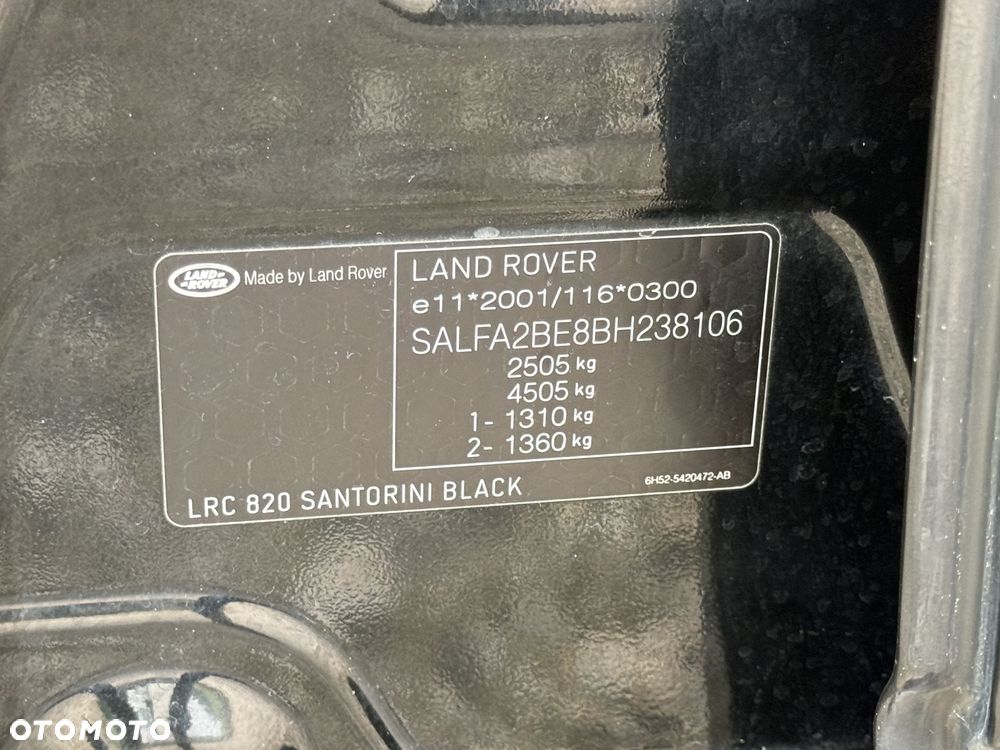 LAND ROVER
Made by Land Rover
LAND ROVER
e11*2001/116*0300
SALFA2BE8BH238106
2505 kg
4505 kg
1- 1310 kg
2- 1360 kg
LRC 820 SANTORINI BLACK
6H52-5420472-AB
OTOMOTO